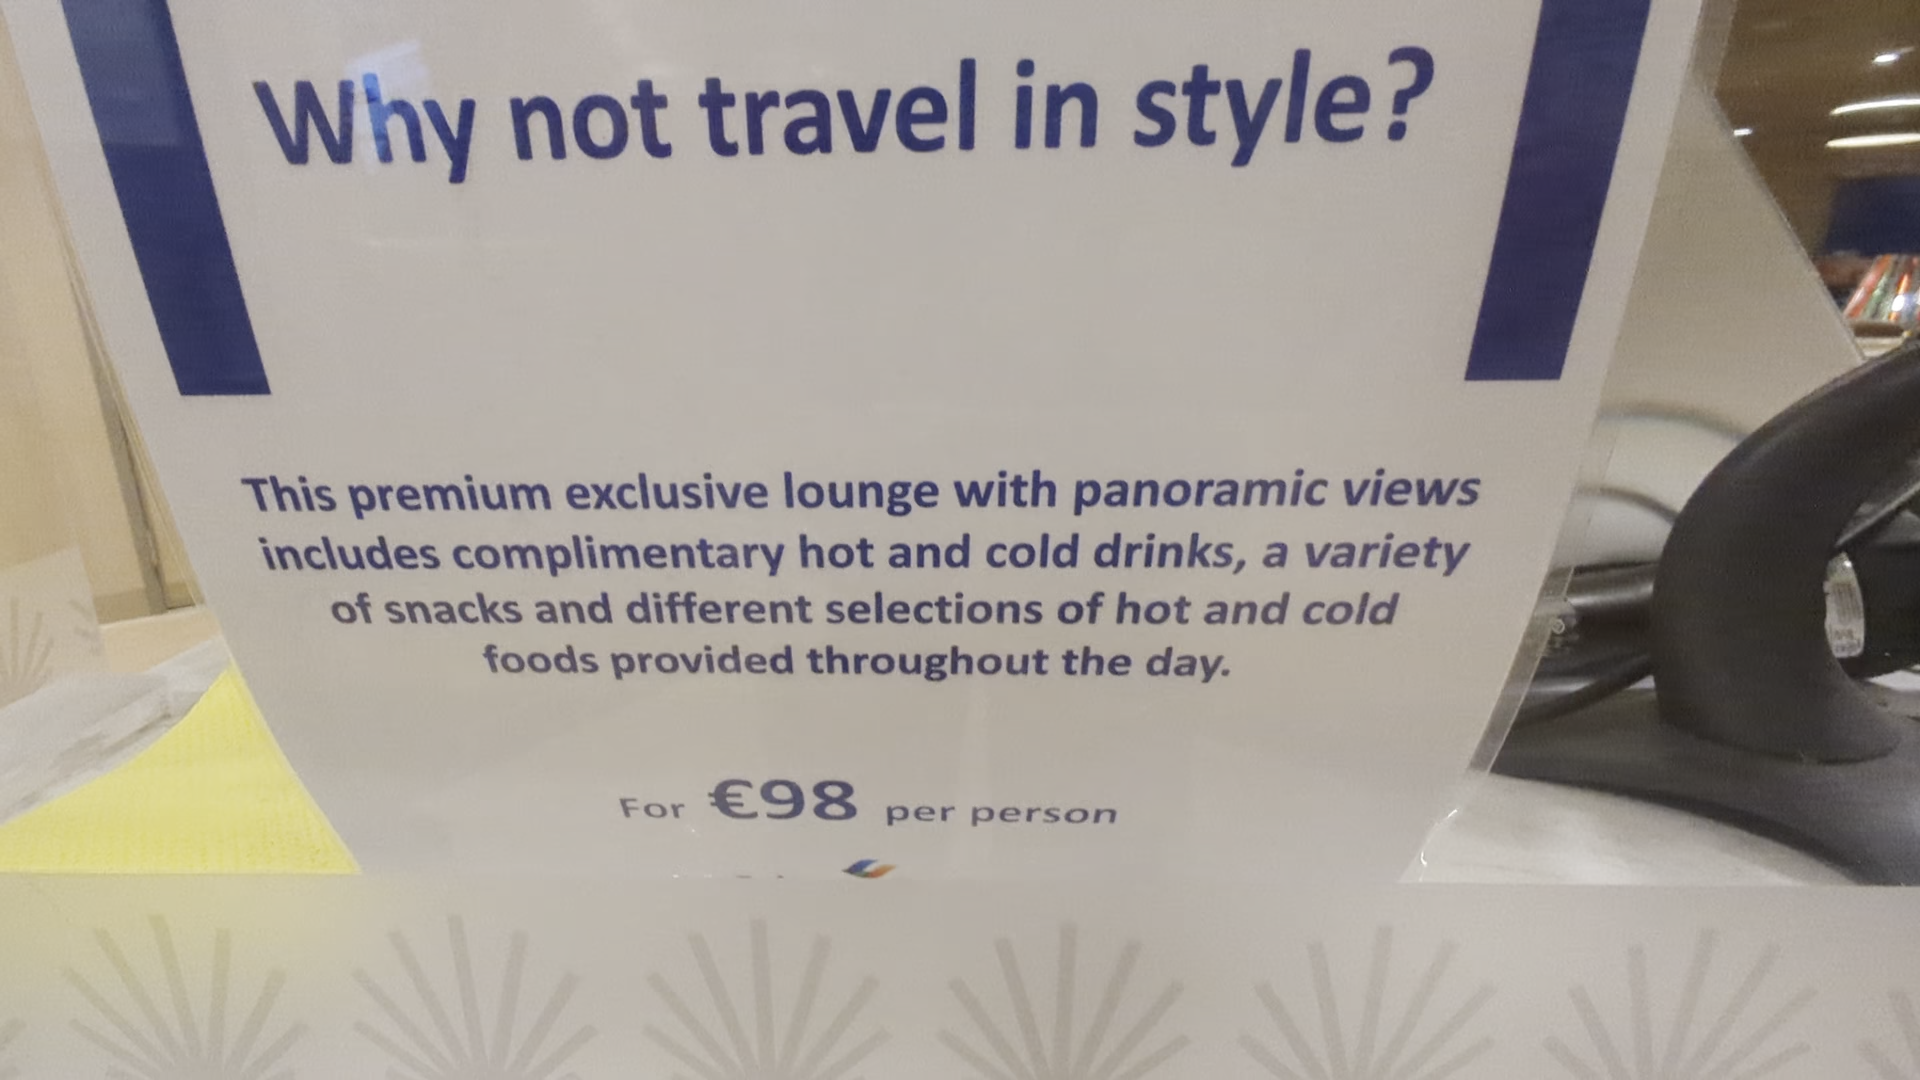 Why not travel in style?
This premium exclusive lounge with panoramic views
includes complimentary hot and cold drinks, a variety
of snacks and different selections of hot and cold
foods provided throughout the day.
For €98 per person